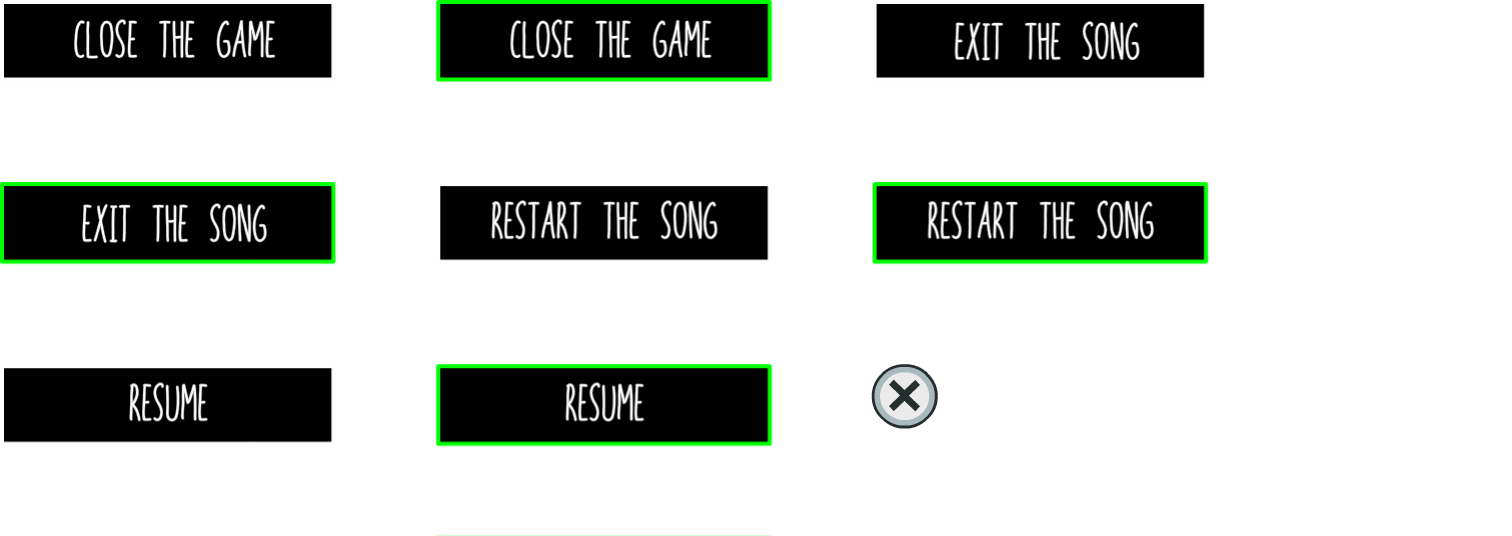 CLOSE THE GAME
CLOSE THE GAME
EXIT THE SONG
EXIT THE SONG
RESTART THE SONG
RESTART THE SONG
RESUME
RESUME